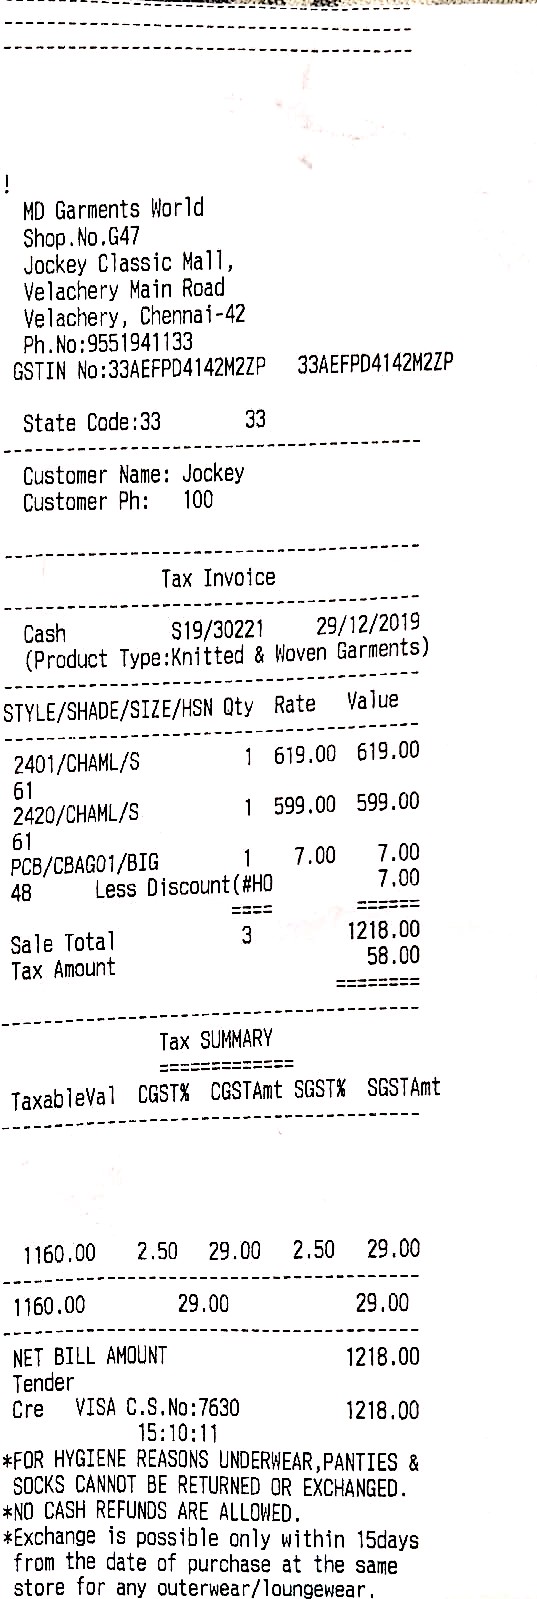 !
MD Garments World
Shop.No.G47
Jockey Classic Mall,
Velachery Main Road
Velachery, Chennai-42
Ph.No:9551941133
GSTIN No:33AEFPD4142M2ZP 33AEFPD4142M2ZP
State Code:33 33
Customer Name: Jockey
Customer Ph: 100
Tax Invoice
Cash S19/30221 29/12/2019
(Product Type:Knitted & Woven Garments)
STYLE/SHADE/SIZE/HSN Qty Rate Value
2401/CHAML/S 1 619.00 619.00
61
2420/CHAML/S 1 599.00 599.00
61
PCB/CBAG01/BIG 1 7.00 7.00
48 Less Discount(#HO 7.00
==== ======
Sale Total 3 1218.00
Tax Amount 58.00
========
Tax SUMMARY
=============
TaxableVal CGST% CGSTAmt SGST% SGSTAmt
1160.00 2.50 29.00 2.50 29.00
1160.00 29.00 29.00
NET BILL AMOUNT 1218.00
Tender
Cre VISA C.S.No:7630 1218.00
15:10:11
*FOR HYGIENE REASONS UNDERWEAR,PANTIES &
SOCKS CANNOT BE RETURNED OR EXCHANGED.
*NO CASH REFUNDS ARE ALLOWED.
*Exchange is possible only within 15days
from the date of purchase at the same
store for any outerwear/loungewear.